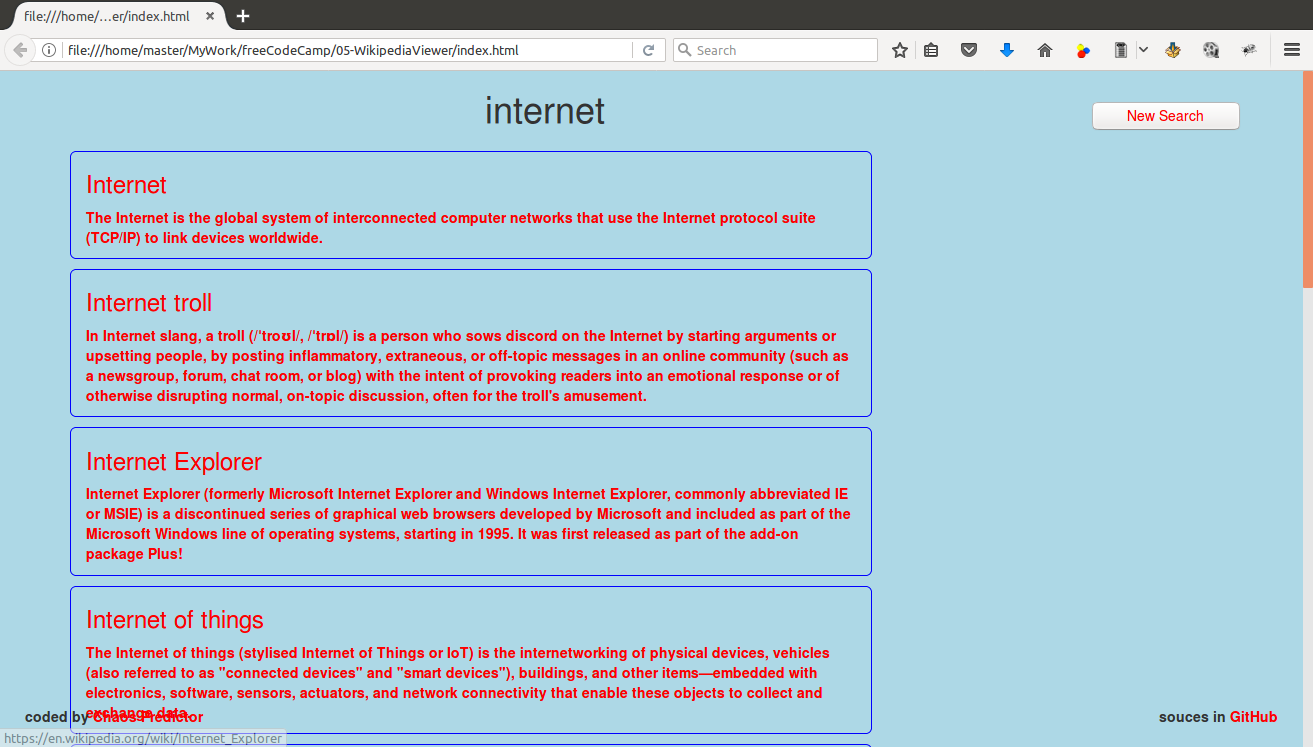 file:///home/…er/index.html
file:///home/master/MyWork/freeCodeCamp/05-WikipediaViewer/index.html
Search
internet
New Search
Internet
The Internet is the global system of interconnected computer networks that use the Internet protocol suite
(TCP/IP) to link devices worldwide.
Internet troll
In Internet slang, a troll (/ˈtroʊl/, /ˈtrɒl/) is a person who sows discord on the Internet by starting arguments or
upsetting people, by posting inflammatory, extraneous, or off-topic messages in an online community (such as
a newsgroup, forum, chat room, or blog) with the intent of provoking readers into an emotional response or of
otherwise disrupting normal, on-topic discussion, often for the troll's amusement.
Internet Explorer
Internet Explorer (formerly Microsoft Internet Explorer and Windows Internet Explorer, commonly abbreviated IE
or MSIE) is a discontinued series of graphical web browsers developed by Microsoft and included as part of the
Microsoft Windows line of operating systems, starting in 1995. It was first released as part of the add-on
package Plus!
Internet of things
The Internet of things (stylised Internet of Things or IoT) is the internetworking of physical devices, vehicles
(also referred to as "connected devices" and "smart devices"), buildings, and other items—embedded with
electronics, software, sensors, actuators, and network connectivity that enable these objects to collect and
exchange data.
coded by Chaos Predictor
souces in GitHub
https://en.wikipedia.org/wiki/Internet_Explorer